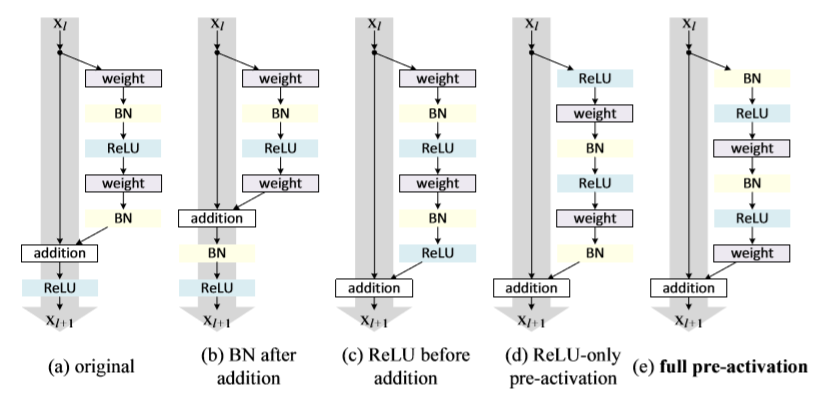 x_l
weight
BN
ReLU
weight
BN
addition
ReLU
x_{l+1}
(a) original
x_l
weight
BN
ReLU
weight
addition
BN
ReLU
x_{l+1}
(b) BN after
addition
x_l
weight
BN
ReLU
weight
BN
ReLU
addition
x_{l+1}
(c) ReLU before
addition
x_l
ReLU
weight
BN
ReLU
weight
BN
addition
x_{l+1}
(d) ReLU-only
pre-activation
x_l
BN
ReLU
weight
BN
ReLU
weight
addition
x_{l+1}
(e) full pre-activation